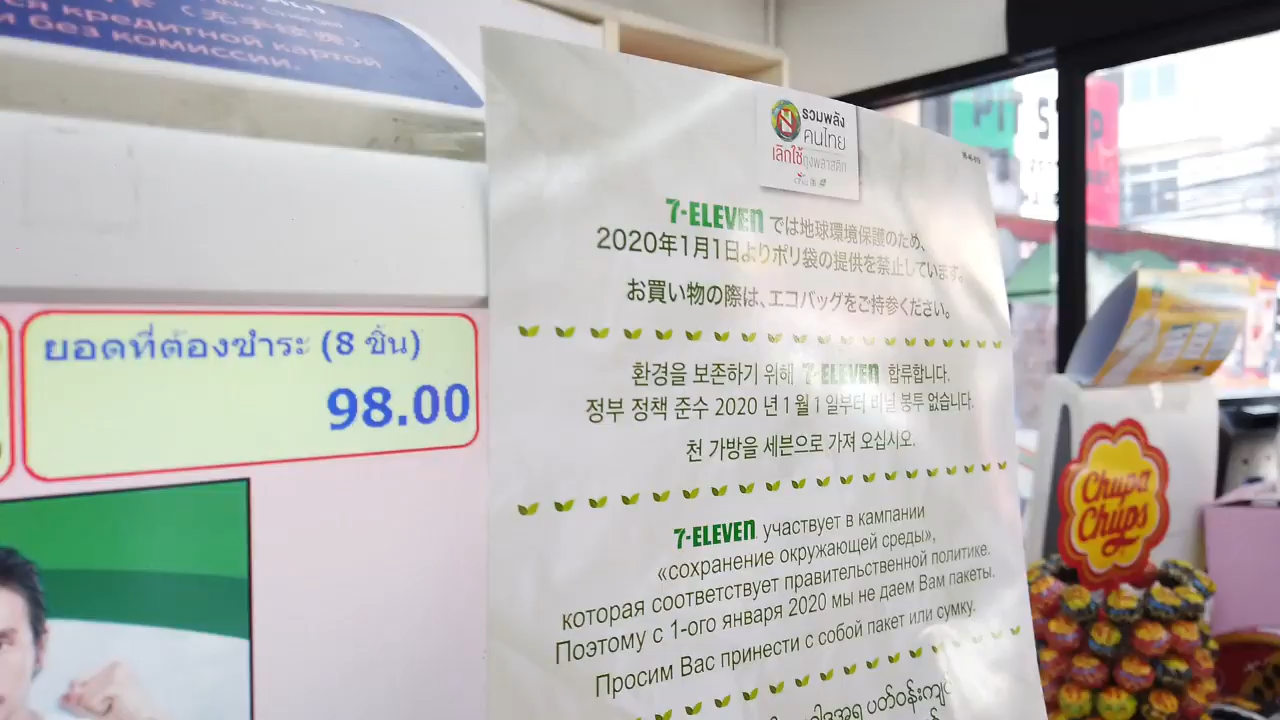 ся кредитной картой
и без комиссии.
ยอดที่ต้องชำระ (8 ชิ้น)
98.00
รวมพลัง
คนไทย
เลิกใช้ถุงพลาสติก
7-ELEVEN では地球環境保護のため、
2020年1月1日よりポリ袋の提供を禁止しています。
お買い物の際は、エコバッグをご持参ください。
환경을 보존하기 위해 7-ELEVEN 합류합니다.
정부 정책 준수 2020 년 1 월 1 일부터 비닐 봉투 없습니다.
천 가방을 세븐으로 가져 오십시오.
7-ELEVEN участвует в кампании
«сохранение окружающей среды»,
которая соответствует правительственной политике.
Поэтому с 1-ого января 2020 мы не даем Вам пакеты.
Просим Вас принести с собой пакет или сумку.
ပတ်ဝန်းကျင်
PIT STOP
Chupa
Chups